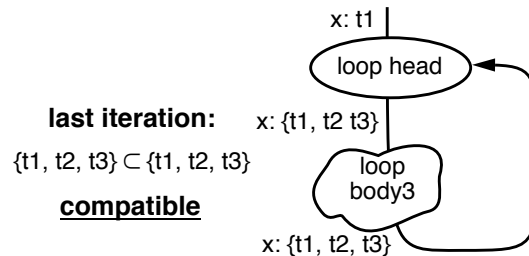 x: t1
loop head
last iteration:
x: {t1, t2 t3}
{t1, t2, t3} ⊂ {t1, t2, t3}
loop
body3
compatible
x: {t1, t2, t3}